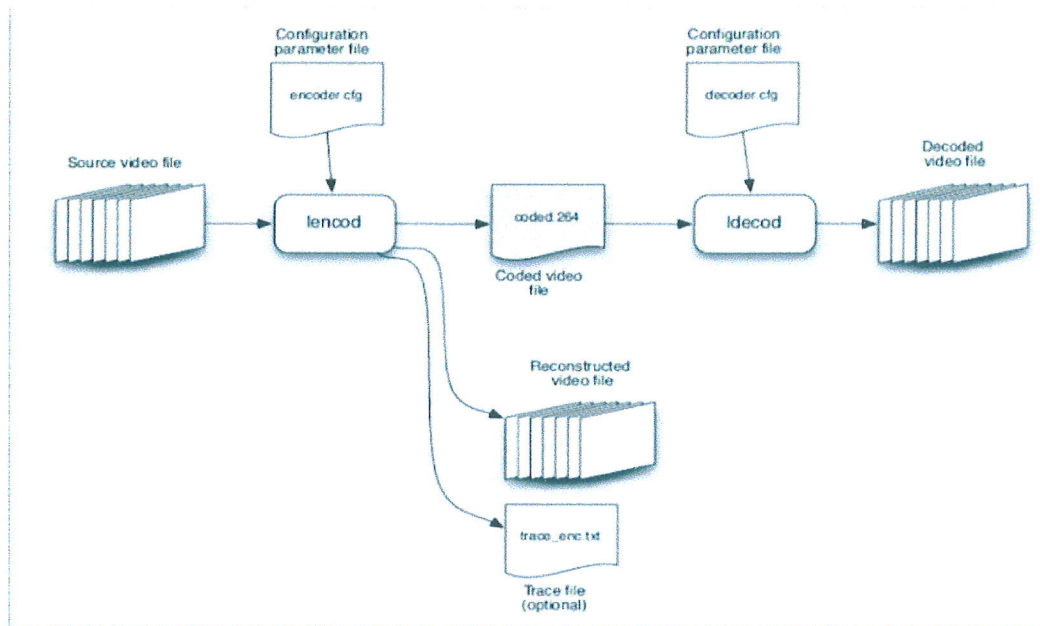 Configuration
parameter file
encoder.cfg
Configuration
parameter file
decoder.cfg
Source video file
lencod
coded.264
Coded video
file
ldecod
Decoded
video file
Reconstructed
video file
trace_enc.txt
Trace file
(optional)